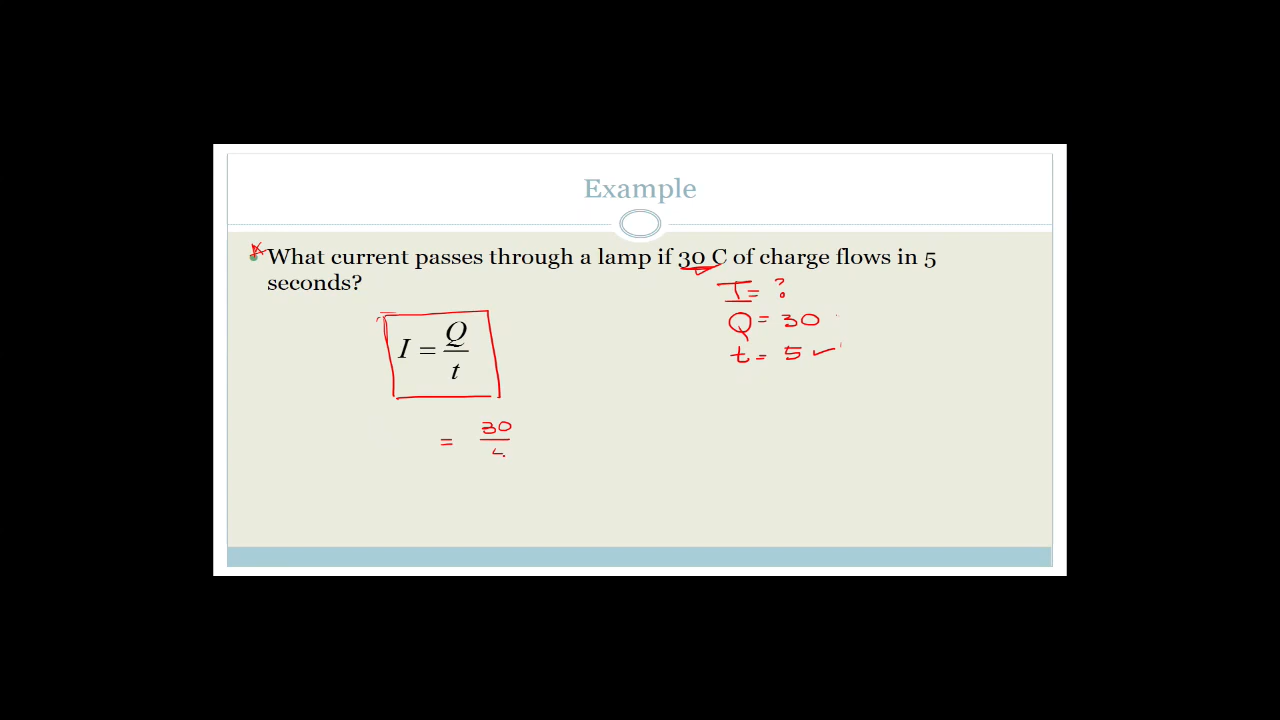 Example
What current passes through a lamp if 30 C of charge flows in 5
seconds?
I = ?
Q = 30
t = 5
I = Q/t
= 30/